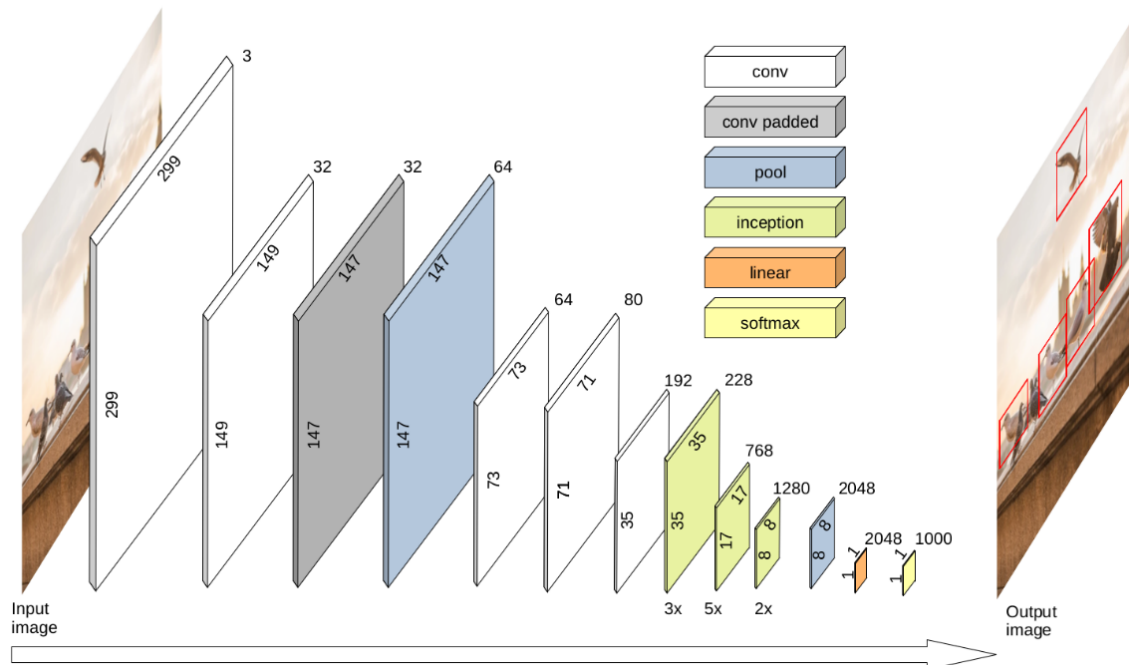 3
299
299
32
149
149
32
147
147
64
147
147
64
73
73
80
71
71
192
35
228
35
35
3x
768
17
17
5x
1280
8
8
2x
2048
8
8
2048
1
1
1000
1
1
conv
conv padded
pool
inception
linear
softmax
Input
image
Output
image